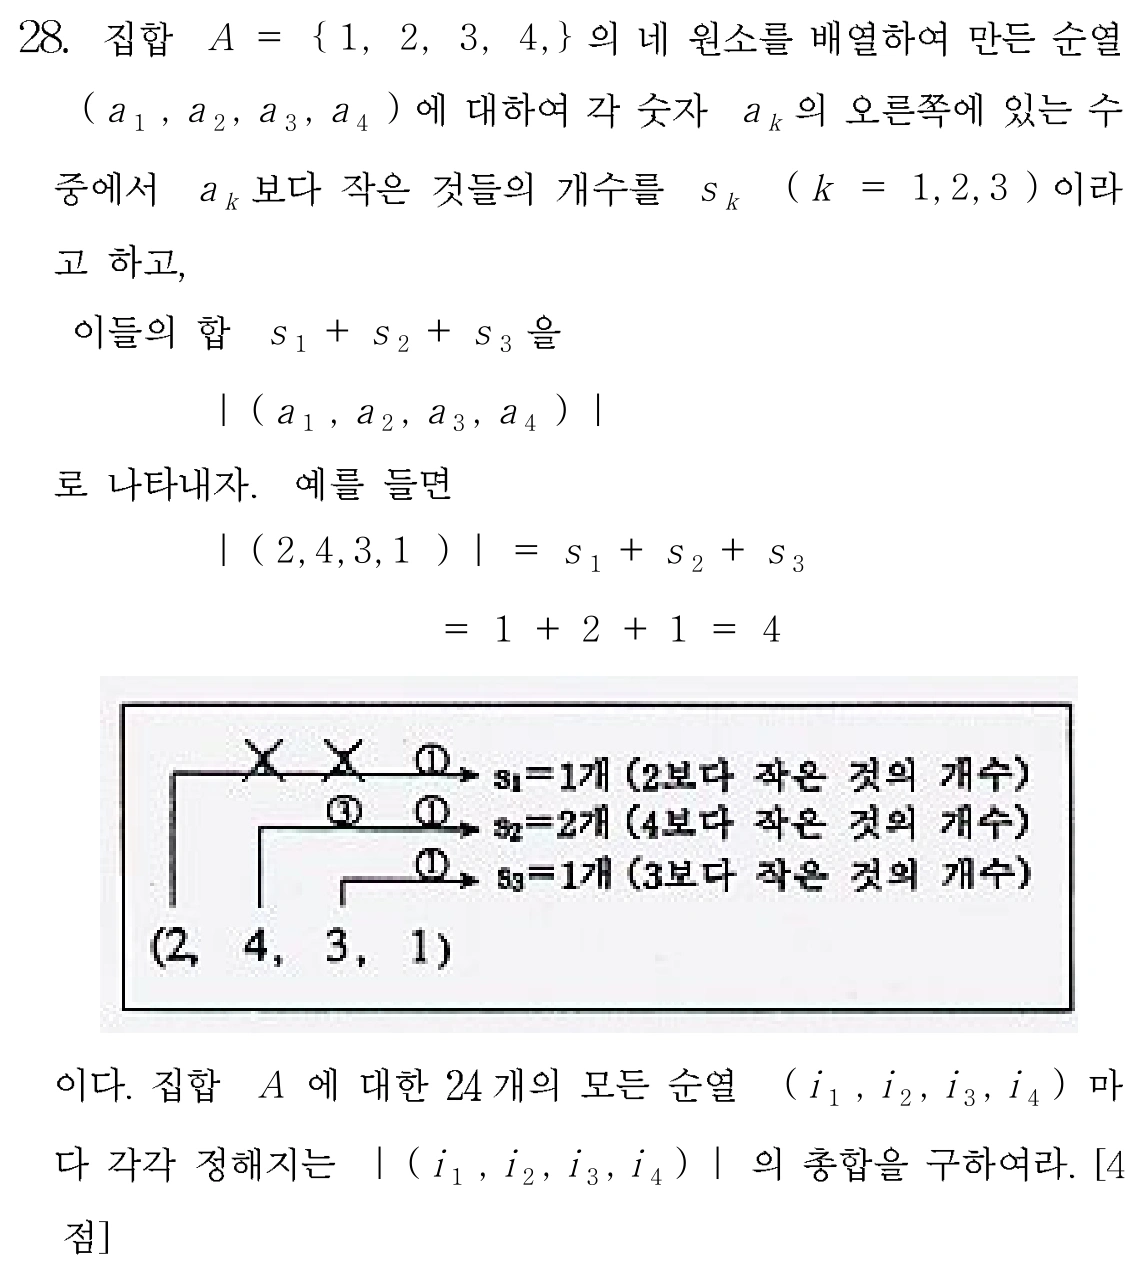 28. 집합 A = { 1, 2, 3, 4,} 의 네 원소를 배열하여 만든 순열
( a₁ , a₂, a₃, a₄ ) 에 대하여 각 숫자 aₖ 의 오른쪽에 있는 수
중에서 aₖ 보다 작은 것들의 개수를 sₖ ( k = 1,2,3 ) 이라
고 하고,
이들의 합 s₁ + s₂ + s₃ 을
| ( a₁ , a₂, a₃, a₄ ) |
로 나타내자. 예를 들면
| ( 2,4,3,1 ) | = s₁ + s₂ + s₃
= 1 + 2 + 1 = 4
① s₁=1개 (2보다 작은 것의 개수)
③ ① s₂=2개 (4보다 작은 것의 개수)
① s₃=1개 (3보다 작은 것의 개수)
(2, 4, 3, 1)
이다. 집합 A 에 대한 24개의 모든 순열 ( i₁ , i₂, i₃, i₄ ) 마
다 각각 정해지는 | ( i₁ , i₂, i₃, i₄ ) | 의 총합을 구하여라. [4
점]